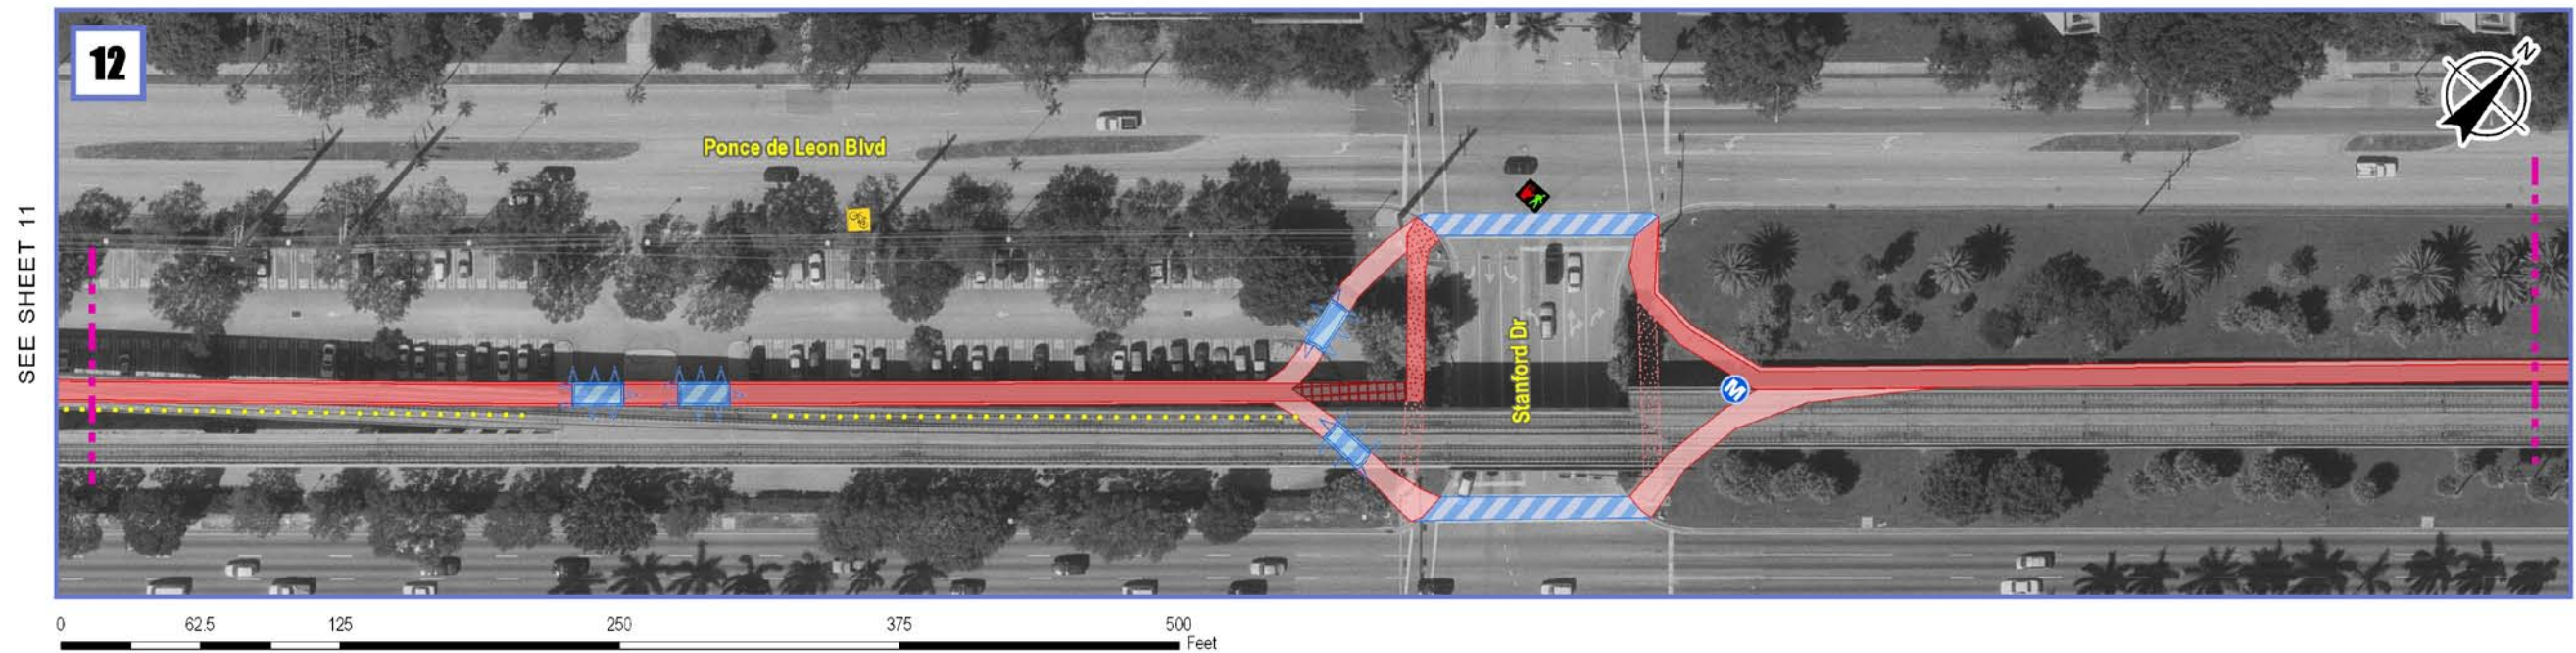 12
N
Ponce de Leon Blvd
SEE SHEET 11
Stanford Dr
M
0 62.5 125 250 375 500
Feet